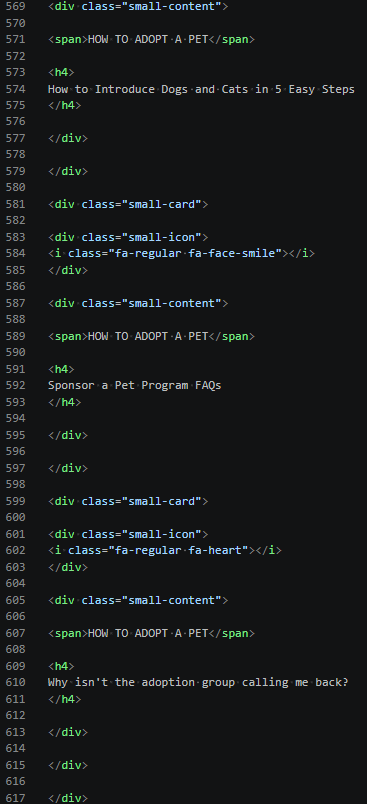 569 <div class="small-content">
570
571 <span>HOW TO ADOPT A PET</span>
572
573 <h4>
574 How to Introduce Dogs and Cats in 5 Easy Steps
575 </h4>
576
577 </div>
578
579 </div>
580
581 <div class="small-card">
582
583 <div class="small-icon">
584 <i class="fa-regular fa-face-smile"></i>
585 </div>
586
587 <div class="small-content">
588
589 <span>HOW TO ADOPT A PET</span>
590
591 <h4>
592 Sponsor a Pet Program FAQs
593 </h4>
594
595 </div>
596
597 </div>
598
599 <div class="small-card">
600
601 <div class="small-icon">
602 <i class="fa-regular fa-heart"></i>
603 </div>
604
605 <div class="small-content">
606
607 <span>HOW TO ADOPT A PET</span>
608
609 <h4>
610 Why isn't the adoption group calling me back?
611 </h4>
612
613 </div>
614
615 </div>
616
617 </div>